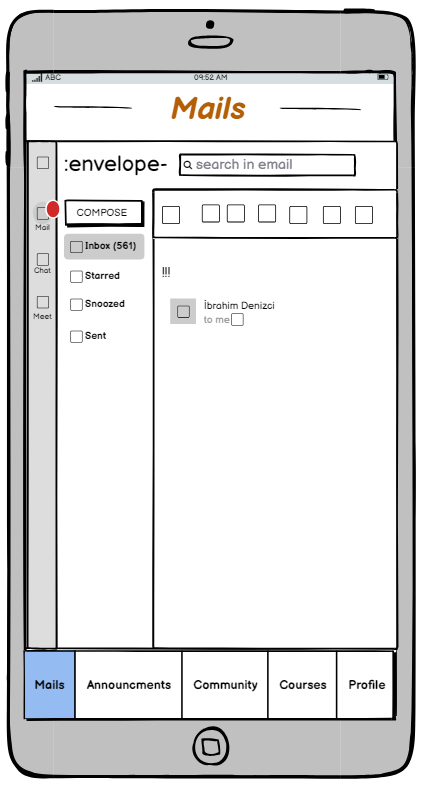 ABC 09:52 AM
Mails
:envelope- search in email
Mail
COMPOSE
Inbox (561)
Chat
Starred
Meet
Snoozed
Sent
!!!
İbrahim Denizci
to me
Mails Announcments Community Courses Profile